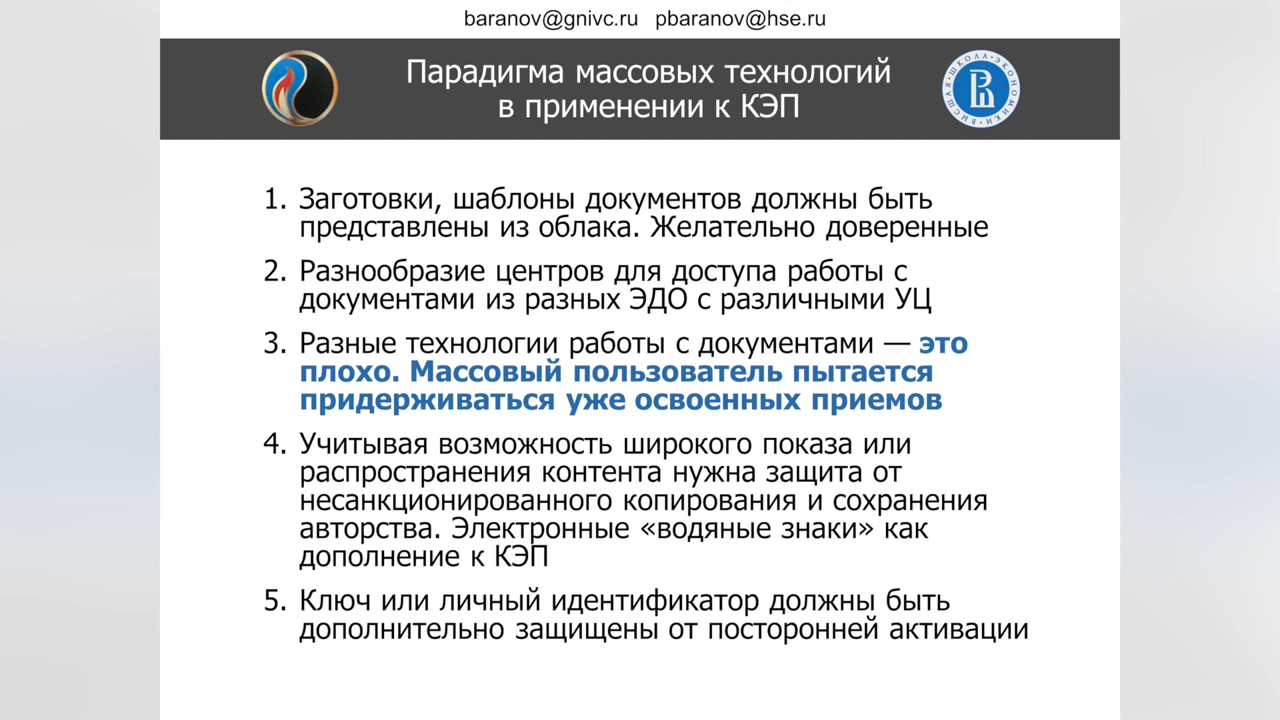 baranov@gnivc.ru pbaranov@hse.ru
Парадигма массовых технологий
в применении к КЭП
ВЫСШАЯ ШКОЛА ЭКОНОМИКИ
1. Заготовки, шаблоны документов должны быть
представлены из облака. Желательно доверенные
2. Разнообразие центров для доступа работы с
документами из разных ЭДО с различными УЦ
3. Разные технологии работы с документами — это
плохо. Массовый пользователь пытается
придерживаться уже освоенных приемов
4. Учитывая возможность широкого показа или
распространения контента нужна защита от
несанкционированного копирования и сохранения
авторства. Электронные «водяные знаки» как
дополнение к КЭП
5. Ключ или личный идентификатор должны быть
дополнительно защищены от посторонней активации